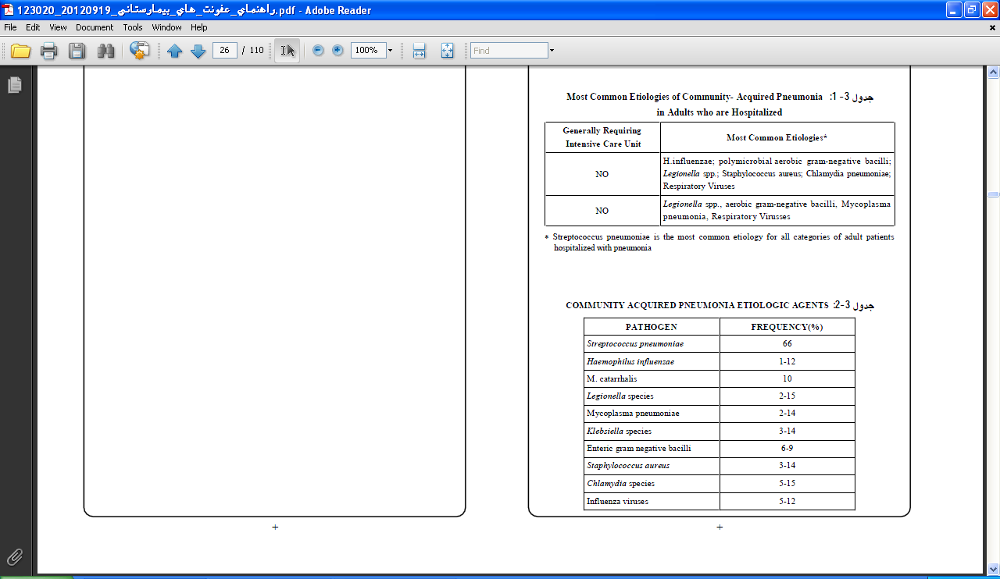 123020_20120919_راهنماي_عفونت_هاي_بيمارستاني.pdf - Adobe Reader
File Edit View Document Tools Window Help
26 / 110 100% Find
Most Common Etiologies of Community- Acquired Pneumonia جدول 3- 1:
in Adults who are Hospitalized
Generally Requiring
Intensive Care Unit
Most Common Etiologies*
NO
H.influenzae; polymicrobial aerobic gram-negative bacilli;
Legionella spp.; Staphylococcus aureus; Chlamydia pneumoniae;
Respiratory Viruses
NO
Legionella spp., aerobic gram-negative bacilli, Mycoplasma
pneumonia, Respiratory Virusses
* Streptococcus pneumoniae is the most common etiology for all categories of adult patients
hospitalized with pneumonia
COMMUNITY ACQUIRED PNEUMONIA ETIOLOGIC AGENTS جدول 3-2:
PATHOGEN FREQUENCY(%)
Streptococcus pneumoniae 66
Haemophilus influenzae 1-12
M. catarrhalis 10
Legionella species 2-15
Mycoplasma pneumoniae 2-14
Klebsiella species 3-14
Enteric gram negative bacilli 6-9
Staphylococcus aureus 3-14
Chlamydia species 5-15
Influenza viruses 5-12